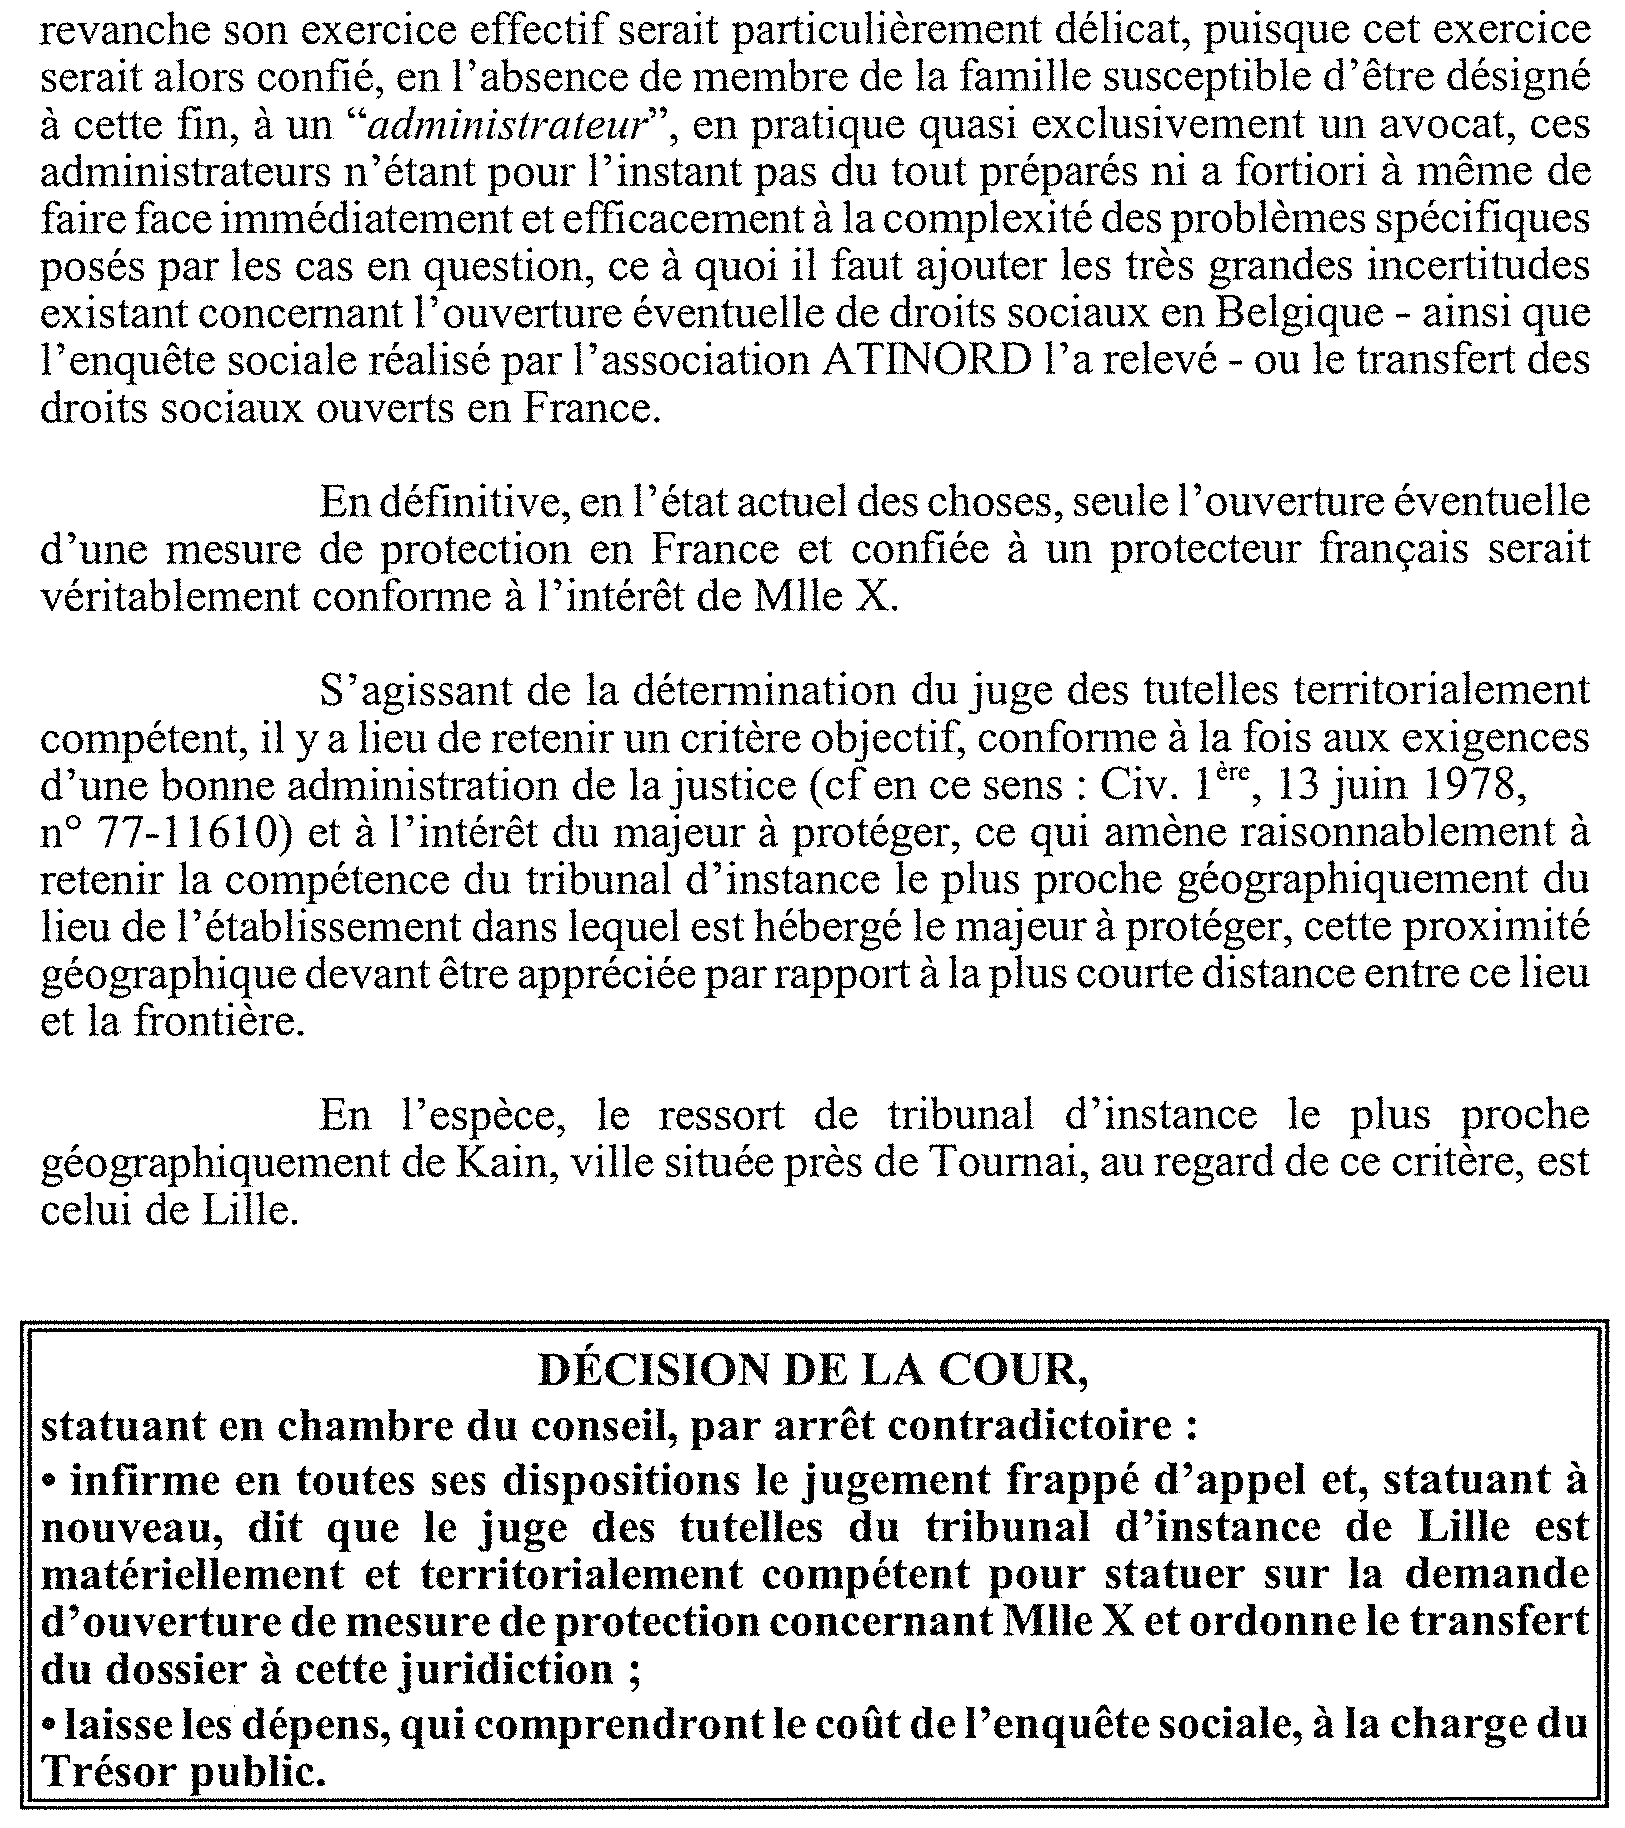 revanche son exercice effectif serait particulièrement délicat, puisque cet exercice
serait alors confié, en l'absence de membre de la famille susceptible d'être désigné
à cette fin, à un “administrateur”, en pratique quasi exclusivement un avocat, ces
administrateurs n'étant pour l'instant pas du tout préparés ni a fortiori à même de
faire face immédiatement et efficacement à la complexité des problèmes spécifiques
posés par les cas en question, ce à quoi il faut ajouter les très grandes incertitudes
existant concernant l'ouverture éventuelle de droits sociaux en Belgique - ainsi que
l'enquête sociale réalisé par l'association ATINORD l'a relevé - ou le transfert des
droits sociaux ouverts en France.
En définitive, en l'état actuel des choses, seule l'ouverture éventuelle
d'une mesure de protection en France et confiée à un protecteur français serait
véritablement conforme à l'intérêt de Mlle X.
S'agissant de la détermination du juge des tutelles territorialement
compétent, il y a lieu de retenir un critère objectif, conforme à la fois aux exigences
d'une bonne administration de la justice (cf en ce sens : Civ. 1ère, 13 juin 1978,
n° 77-11610) et à l'intérêt du majeur à protéger, ce qui amène raisonnablement à
retenir la compétence du tribunal d'instance le plus proche géographiquement du
lieu de l'établissement dans lequel est hébergé le majeur à protéger, cette proximité
géographique devant être appréciée par rapport à la plus courte distance entre ce lieu
et la frontière.
En l'espèce, le ressort de tribunal d'instance le plus proche
géographiquement de Kain, ville située près de Tournai, au regard de ce critère, est
celui de Lille.
DÉCISION DE LA COUR,
statuant en chambre du conseil, par arrêt contradictoire :
• infirme en toutes ses dispositions le jugement frappé d'appel et, statuant à
nouveau, dit que le juge des tutelles du tribunal d'instance de Lille est
matériellement et territorialement compétent pour statuer sur la demande
d'ouverture de mesure de protection concernant Mlle X et ordonne le transfert
du dossier à cette juridiction ;
• laisse les dépens, qui comprendront le coût de l'enquête sociale, à la charge du
Trésor public.